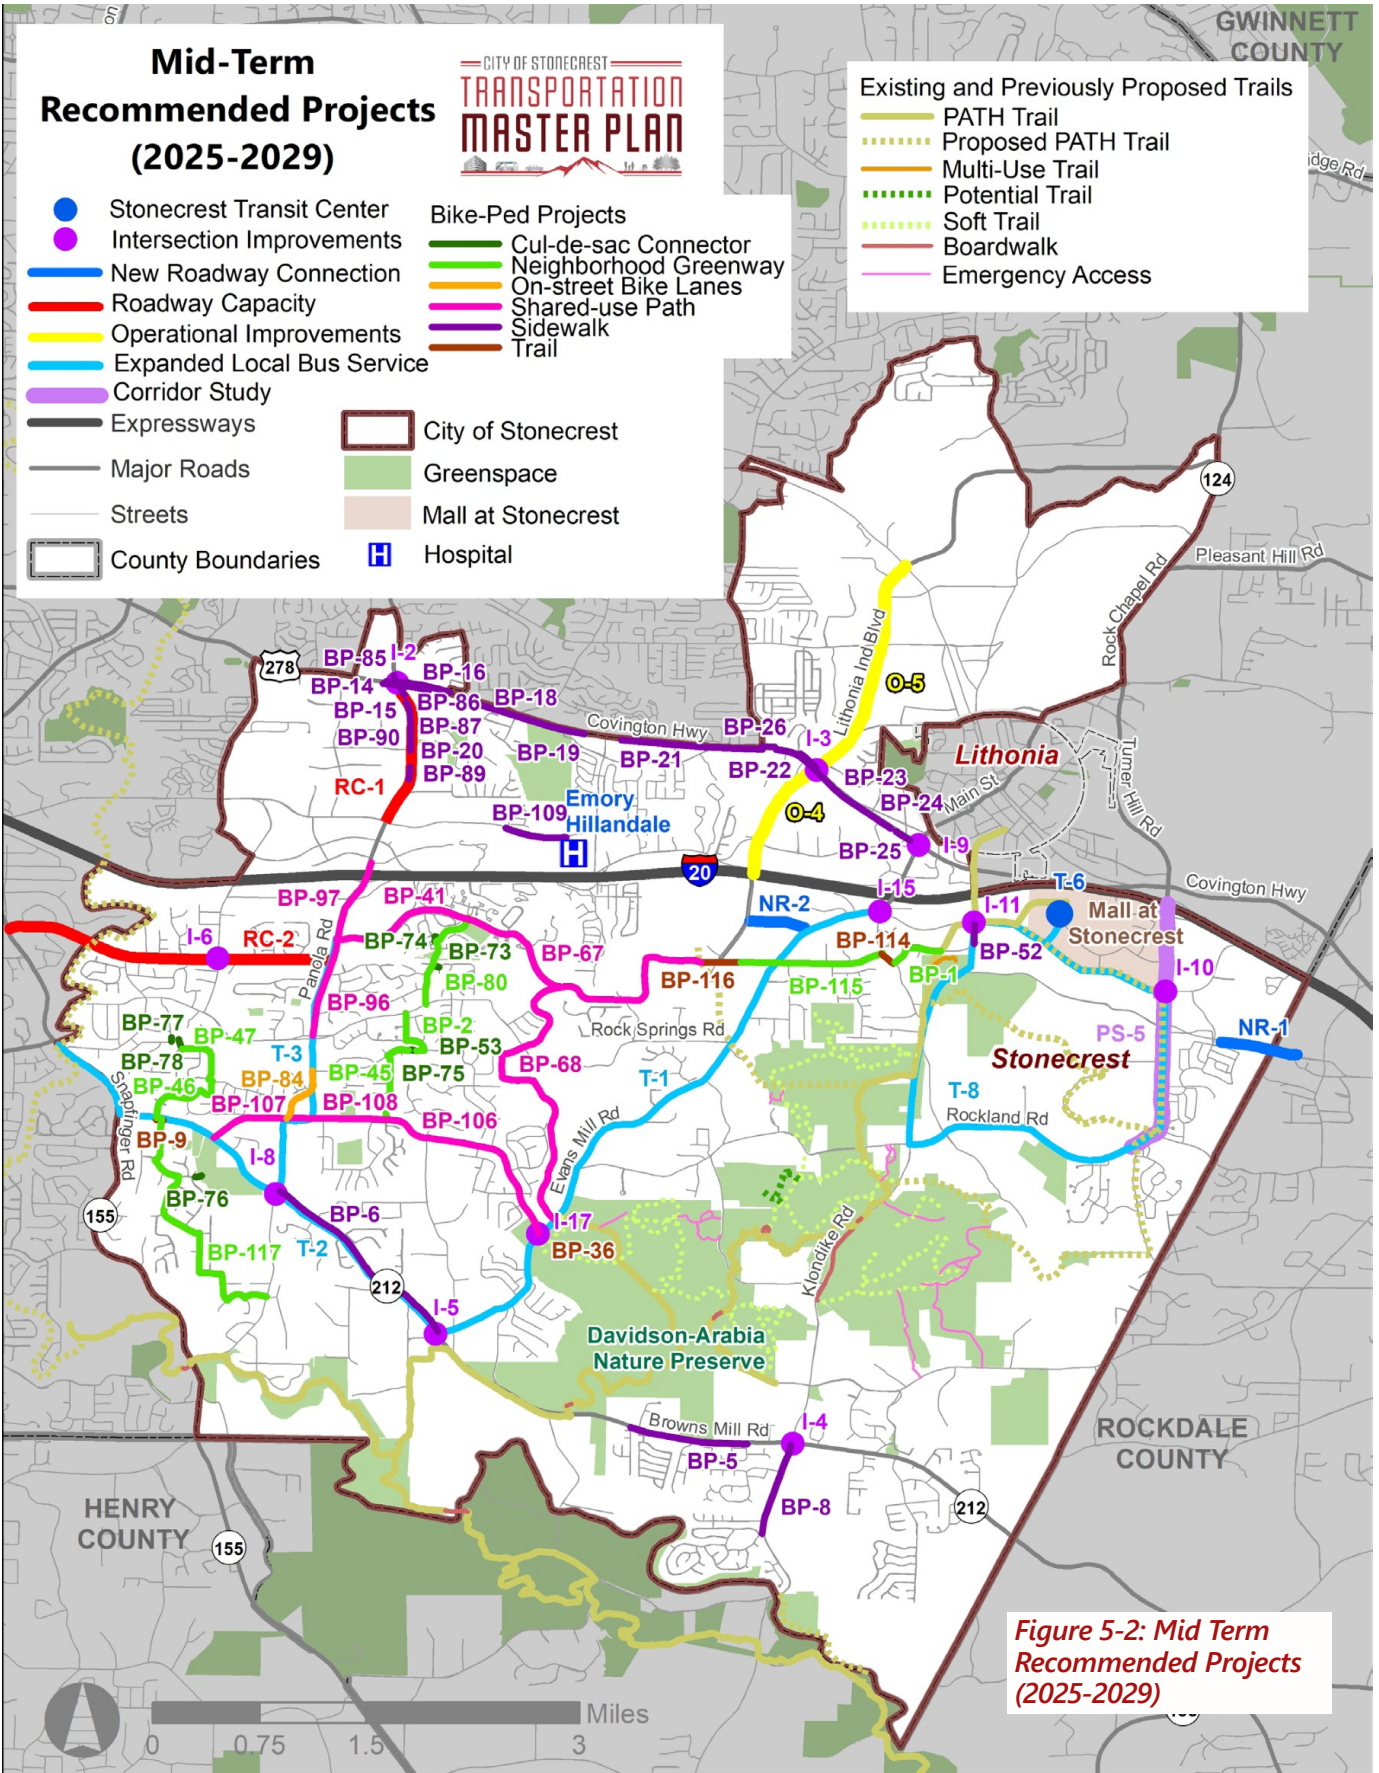 Mid-Term
Recommended Projects
(2025-2029)
CITY OF STONECREST
TRANSPORTATION
MASTER PLAN
Stonecrest Transit Center
Intersection Improvements
New Roadway Connection
Roadway Capacity
Operational Improvements
Expanded Local Bus Service
Corridor Study
Expressways
Major Roads
Streets
County Boundaries
Bike-Ped Projects
Cul-de-sac Connector
Neighborhood Greenway
On-street Bike Lanes
Shared-use Path
Sidewalk
Trail
City of Stonecrest
Greenspace
Mall at Stonecrest
H Hospital
Existing and Previously Proposed Trails
PATH Trail
Proposed PATH Trail
Multi-Use Trail
Potential Trail
Soft Trail
Boardwalk
Emergency Access
GWINNETT
COUNTY
idge Rd
on
124
Pleasant Hill Rd
Rock Chapel Rd
Lithonia Ind Blvd
O-5
278
BP-85
I-2
BP-16
BP-14
BP-86
BP-18
BP-15
BP-87
BP-90
BP-20
BP-89
BP-19
Covington Hwy
BP-21
BP-26
I-3
BP-22
BP-23
BP-24
Lithonia
Main St
Turner Hill Rd
RC-1
BP-109
Emory
Hillandale
H
O-4
BP-25
I-9
20
Covington Hwy
BP-97
BP-41
NR-2
I-15
I-11
T-6
Mall at
Stonecrest
I-6
RC-2
BP-74
BP-73
BP-67
BP-114
BP-52
I-10
Panola Rd
BP-80
BP-116
BP-115
BP-1
BP-96
BP-77
BP-47
BP-2
Rock Springs Rd
PS-5
NR-1
BP-78
T-3
BP-53
BP-68
Stonecrest
BP-46
BP-84
BP-45
BP-75
T-1
T-8
Snapfinger Rd
BP-107
BP-108
BP-106
Evans Mill Rd
Rockland Rd
BP-9
I-8
BP-76
155
BP-6
I-17
BP-36
Klondike Rd
BP-117
T-2
212
I-5
Davidson-Arabia
Nature Preserve
Browns Mill Rd
I-4
BP-5
BP-8
ROCKDALE
COUNTY
212
HENRY
COUNTY
155
Figure 5-2: Mid Term
Recommended Projects
(2025-2029)
Miles
0 0.75 1.5 3